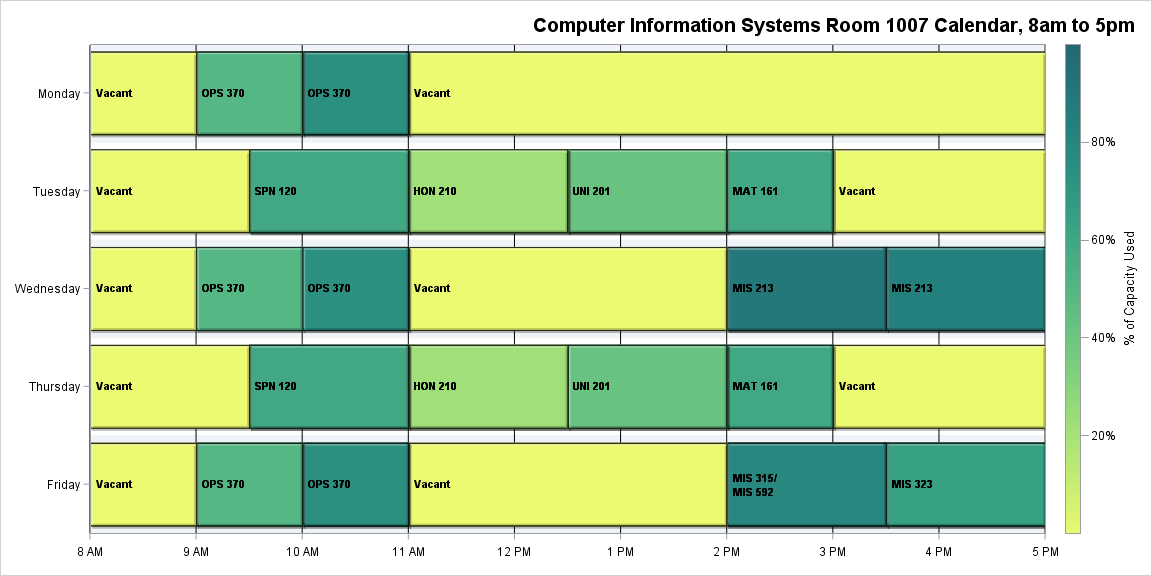 Computer Information Systems Room 1007 Calendar, 8am to 5pm
Monday
Vacant
OPS 370
OPS 370
Vacant
Tuesday
Vacant
SPN 120
HON 210
UNI 201
MAT 161
Vacant
Wednesday
Vacant
OPS 370
OPS 370
Vacant
MIS 213
MIS 213
Thursday
Vacant
SPN 120
HON 210
UNI 201
MAT 161
Vacant
Friday
Vacant
OPS 370
OPS 370
Vacant
MIS 315/
MIS 592
MIS 323
8 AM
9 AM
10 AM
11 AM
12 PM
1 PM
2 PM
3 PM
4 PM
5 PM
80%
60%
40%
20%
% of Capacity Used